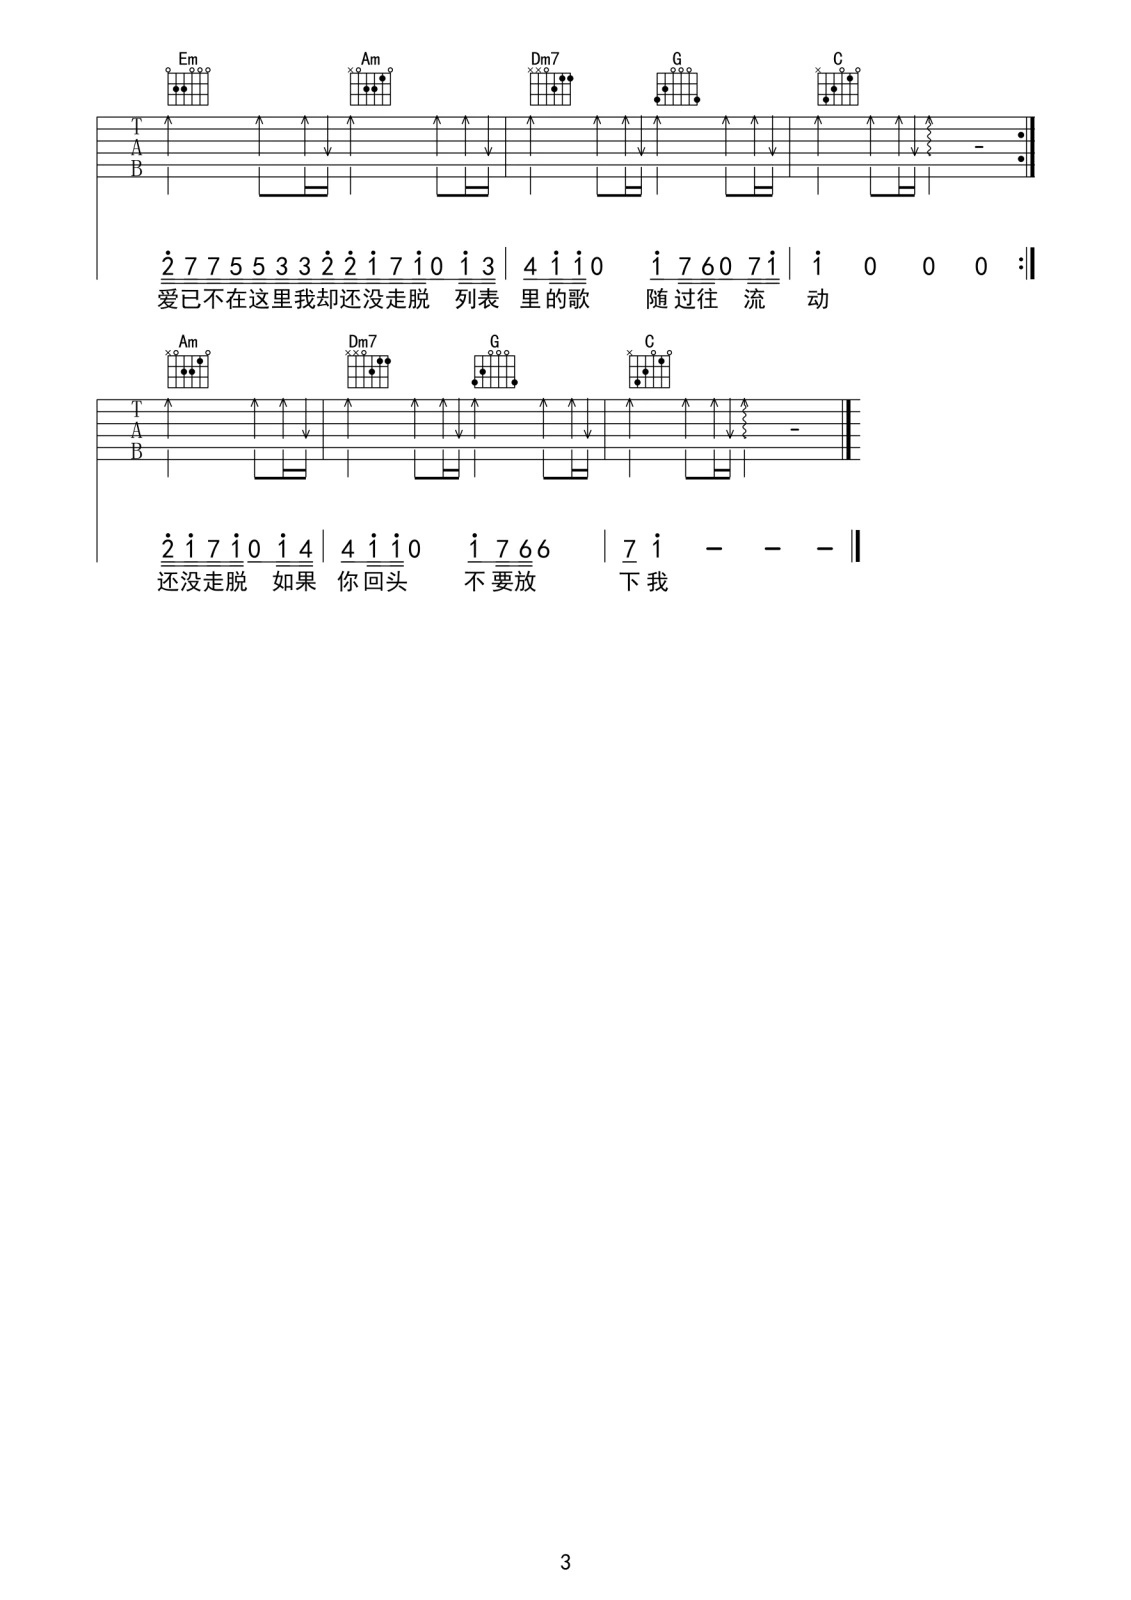 Em Am Dm7 G C
T
A
B
2 7 7 5 5 3 3 2 2 1 7 1 0 1 3 4 1 1 0 1 7 6 0 7 1 1 0 0 0
爱已不在这里我却还没走脱 列表 里的歌 随过往 流 动
Am Dm7 G C
T
A
B
2 1 7 1 0 1 4 4 1 1 0 1 7 6 6 7 1 – – –
还没走脱 如果 你回头 不要放 下我
3